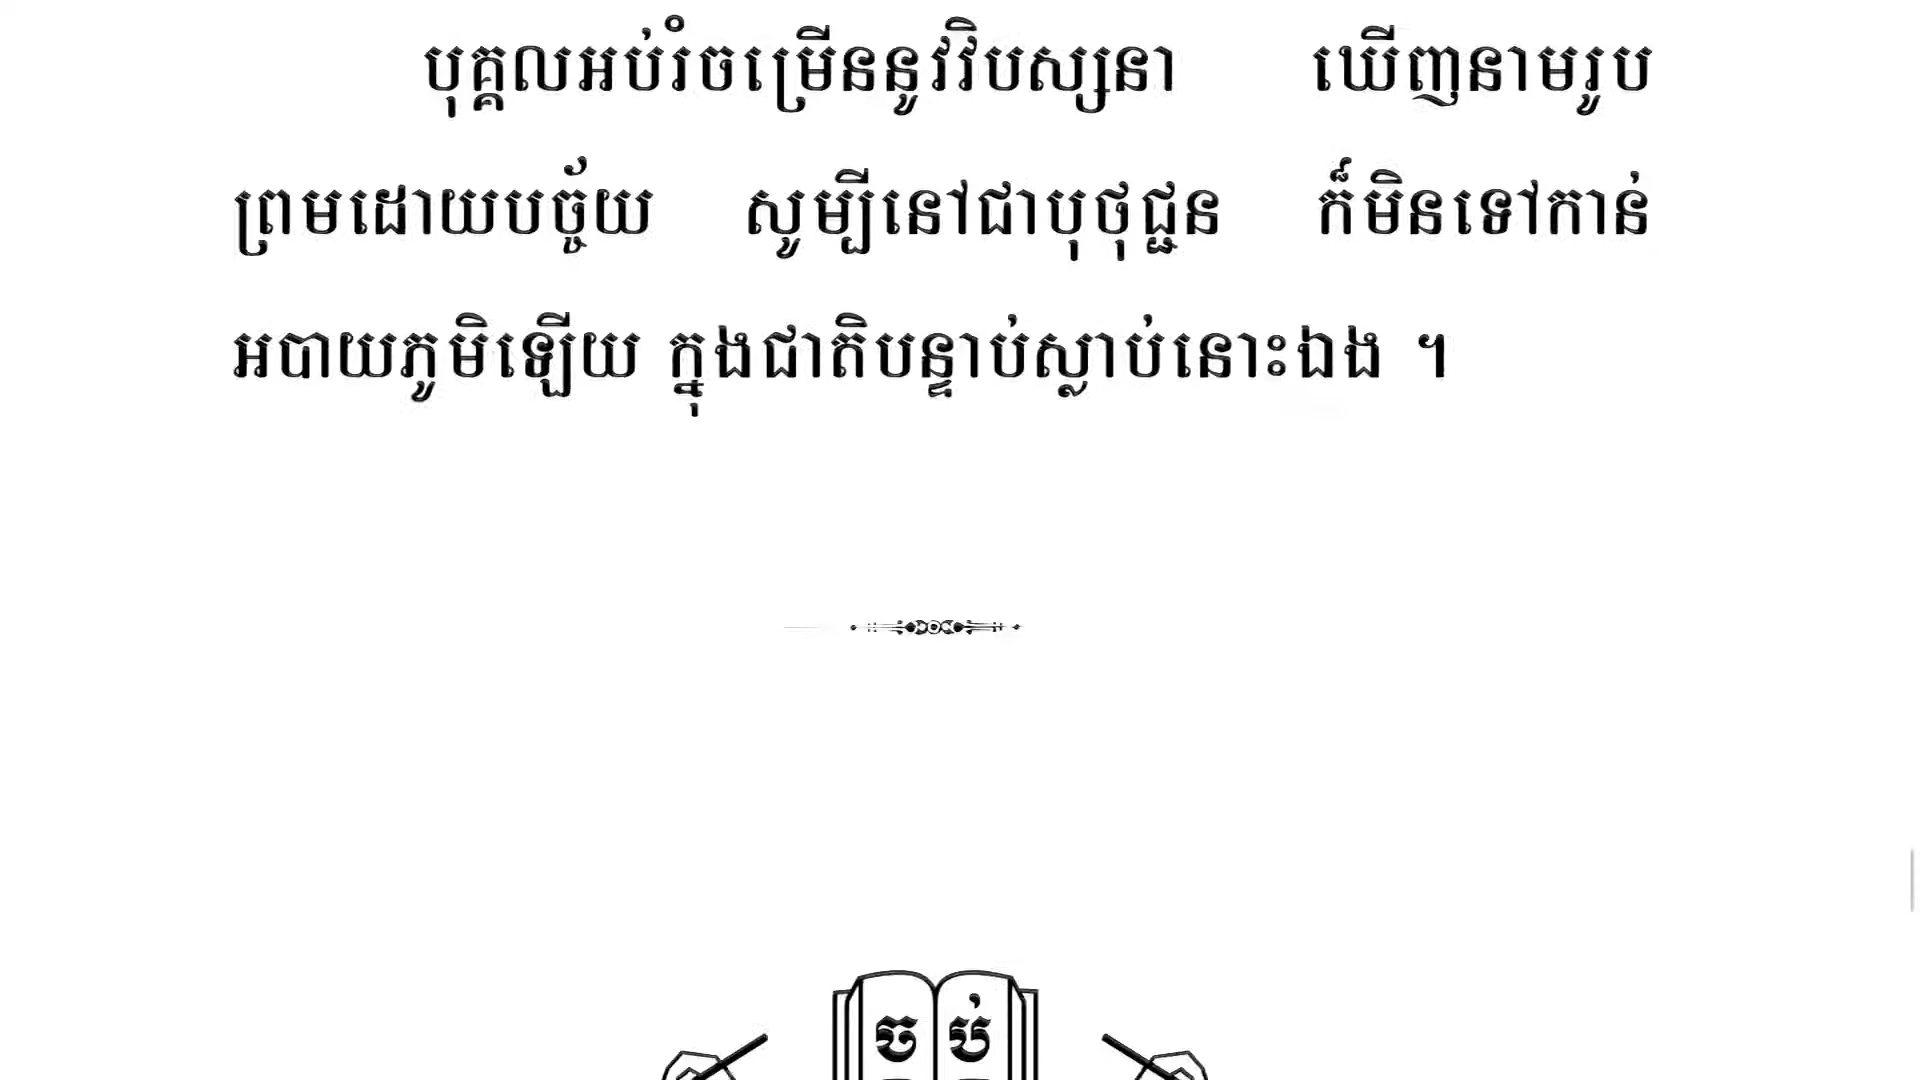 បុគ្គលអប់រំចម្រើននូវវិបស្សនា ឃើញនាមរូប
ព្រមដោយបច្ច័យ សូម្បីនៅជាបុថុជ្ជន ក៏មិនទៅកាន់
អបាយភូមិឡើយ ក្នុងជាតិបន្ទាប់ស្លាប់នោះឯង ។
ចប់